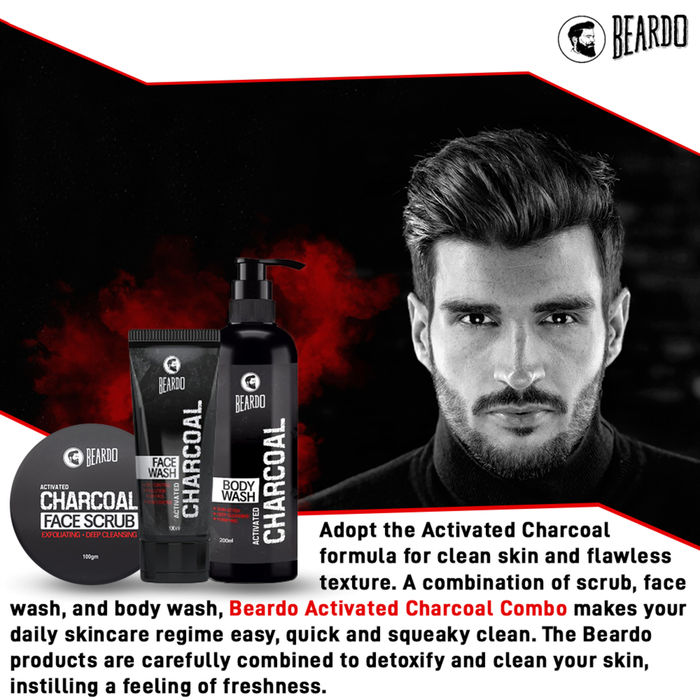 BEARDO
BEARDO
ACTIVATED
CHARCOAL
FACE SCRUB
EXFOLIATING • DEEP CLEANSING
100gm
BEARDO
FACE
WASH
ACTIVATED
CHARCOAL
BEARDO
BODY
WASH
ACTIVATED
CHARCOAL
200ml
Adopt the Activated Charcoal
formula for clean skin and flawless
texture. A combination of scrub, face
wash, and body wash, Beardo Activated Charcoal Combo makes your
daily skincare regime easy, quick and squeaky clean. The Beardo
products are carefully combined to detoxify and clean your skin,
instilling a feeling of freshness.